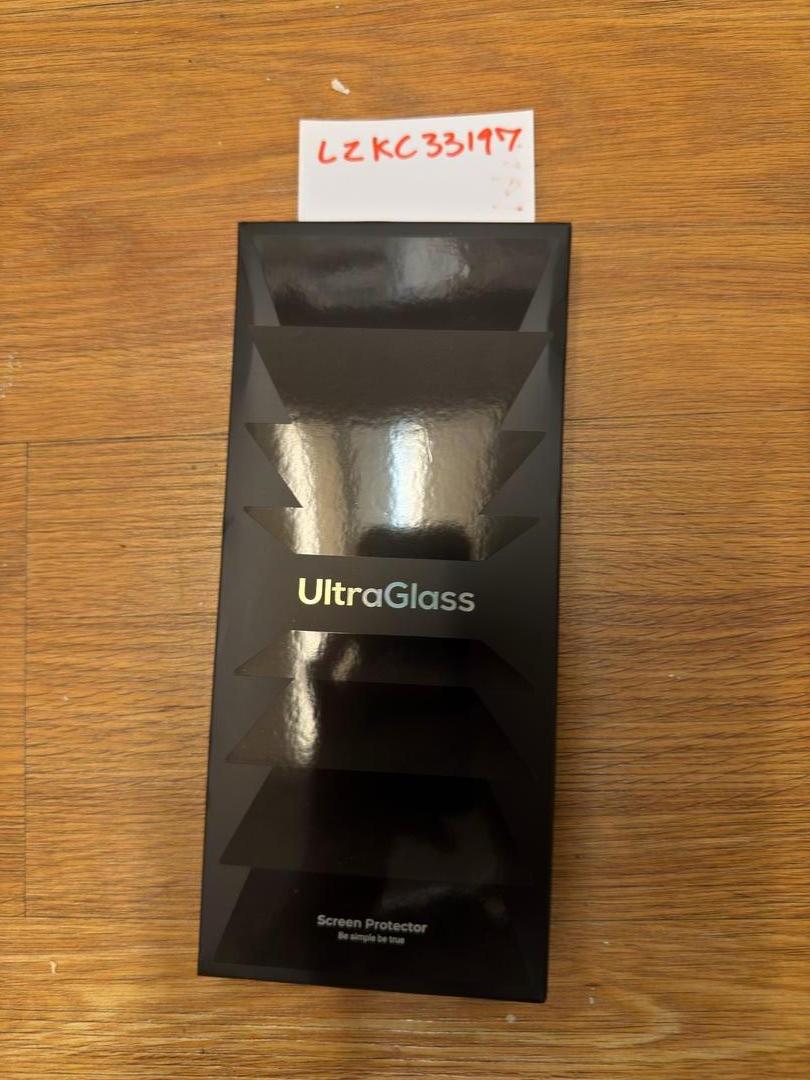 LZKC33197
UltraGlass
Screen Protector
Be simple be true